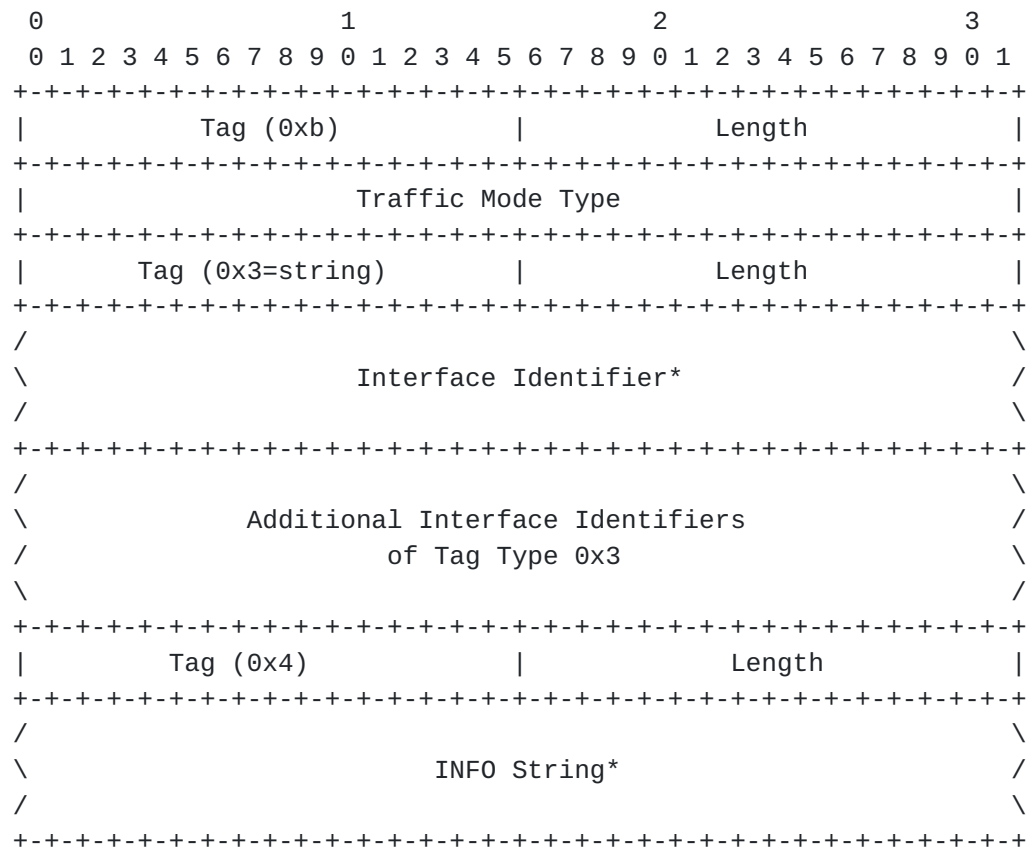 0                   1                   2                   3
0 1 2 3 4 5 6 7 8 9 0 1 2 3 4 5 6 7 8 9 0 1 2 3 4 5 6 7 8 9 0 1
+-+-+-+-+-+-+-+-+-+-+-+-+-+-+-+-+-+-+-+-+-+-+-+-+-+-+-+-+-+-+-+-+
|           Tag (0xb)           |            Length             |
+-+-+-+-+-+-+-+-+-+-+-+-+-+-+-+-+-+-+-+-+-+-+-+-+-+-+-+-+-+-+-+-+
|                     Traffic Mode Type                         |
+-+-+-+-+-+-+-+-+-+-+-+-+-+-+-+-+-+-+-+-+-+-+-+-+-+-+-+-+-+-+-+-+
|       Tag (0x3=string)        |            Length             |
+-+-+-+-+-+-+-+-+-+-+-+-+-+-+-+-+-+-+-+-+-+-+-+-+-+-+-+-+-+-+-+-+
/                                                               \
\                     Interface Identifier*                     /
/                                                               \
+-+-+-+-+-+-+-+-+-+-+-+-+-+-+-+-+-+-+-+-+-+-+-+-+-+-+-+-+-+-+-+-+
/                                                               \
\              Additional Interface Identifiers                 /
/                       of Tag Type 0x3                         \
\                                                               /
+-+-+-+-+-+-+-+-+-+-+-+-+-+-+-+-+-+-+-+-+-+-+-+-+-+-+-+-+-+-+-+-+
|         Tag (0x4)             |             Length            |
+-+-+-+-+-+-+-+-+-+-+-+-+-+-+-+-+-+-+-+-+-+-+-+-+-+-+-+-+-+-+-+-+
/                                                               \
\                          INFO String*                         /
/                                                               \
+-+-+-+-+-+-+-+-+-+-+-+-+-+-+-+-+-+-+-+-+-+-+-+-+-+-+-+-+-+-+-+-+